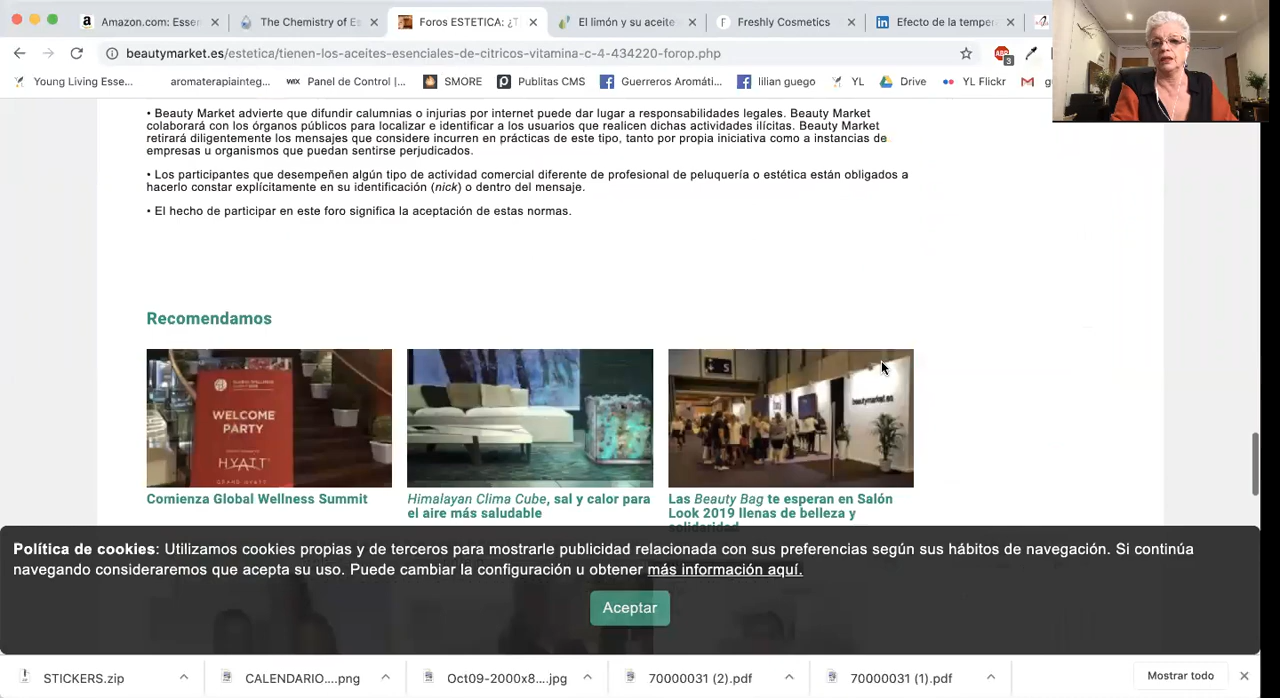 Amazon.com: Essen
The Chemistry of Es
Foros ESTETICA: ¿T
El limón y su aceite
Freshly Cosmetics
Efecto de la temper
beautymarket.es/estetica/tienen-los-aceites-esenciales-de-citricos-vitamina-c-4-434220-forop.php
ABP
3
Young Living Esse...
aromaterapiainteg...
WIX Panel de Control |...
SMORE
Publitas CMS
Guerreros Aromáti...
lilian guego
YL
Drive
YL Flickr
• Beauty Market advierte que difundir calumnias o injurias por internet puede dar lugar a responsabilidades legales. Beauty Market
colaborará con los órganos públicos para localizar e identificar a los usuarios que realicen dichas actividades ilícitas. Beauty Market
retirará diligentemente los mensajes que considere incurren en prácticas de este tipo, tanto por propia iniciativa como a instancias de
empresas u organismos que puedan sentirse perjudicados.
• Los participantes que desempeñen algún tipo de actividad comercial diferente de profesional de peluquería o estética están obligados a
hacerlo constar explícitamente en su identificación (nick) o dentro del mensaje.
• El hecho de participar en este foro significa la aceptación de estas normas.
Recomendamos
WELCOME
PARTY
HYATT
GRAND HYATT
beautymarket.es
Comienza Global Wellness Summit
Himalayan Clima Cube, sal y calor para
el aire más saludable
Las Beauty Bag te esperan en Salón
Look 2019 llenas de belleza y
solidaridad
Política de cookies: Utilizamos cookies propias y de terceros para mostrarle publicidad relacionada con sus preferencias según sus hábitos de navegación. Si continúa
navegando consideraremos que acepta su uso. Puede cambiar la configuración u obtener más información aquí.
Aceptar
STICKERS.zip
CALENDARIO....png
Oct09-2000x8....jpg
70000031 (2).pdf
70000031 (1).pdf
Mostrar todo